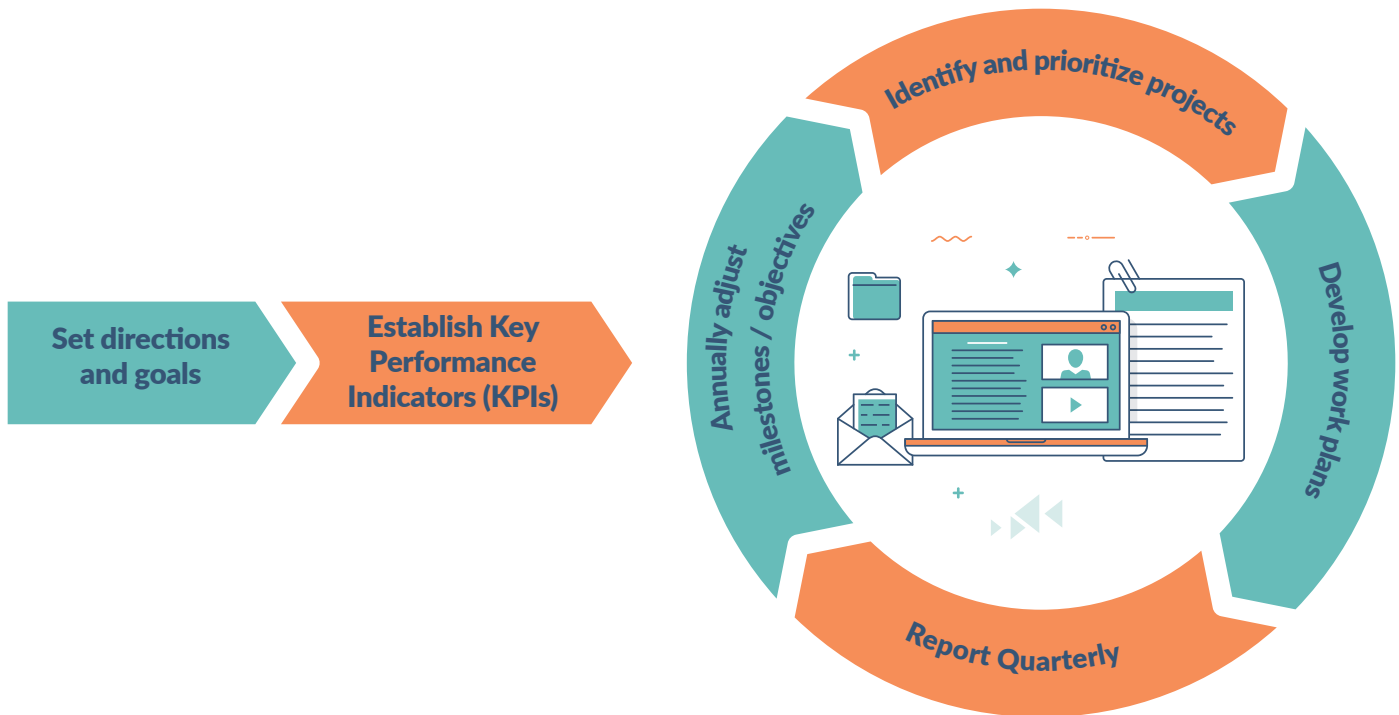 Set directions
and goals
Establish Key
Performance
Indicators (KPIs)
Identify and prioritize projects
Develop work plans
Report Quarterly
Annually adjust
milestones / objectives